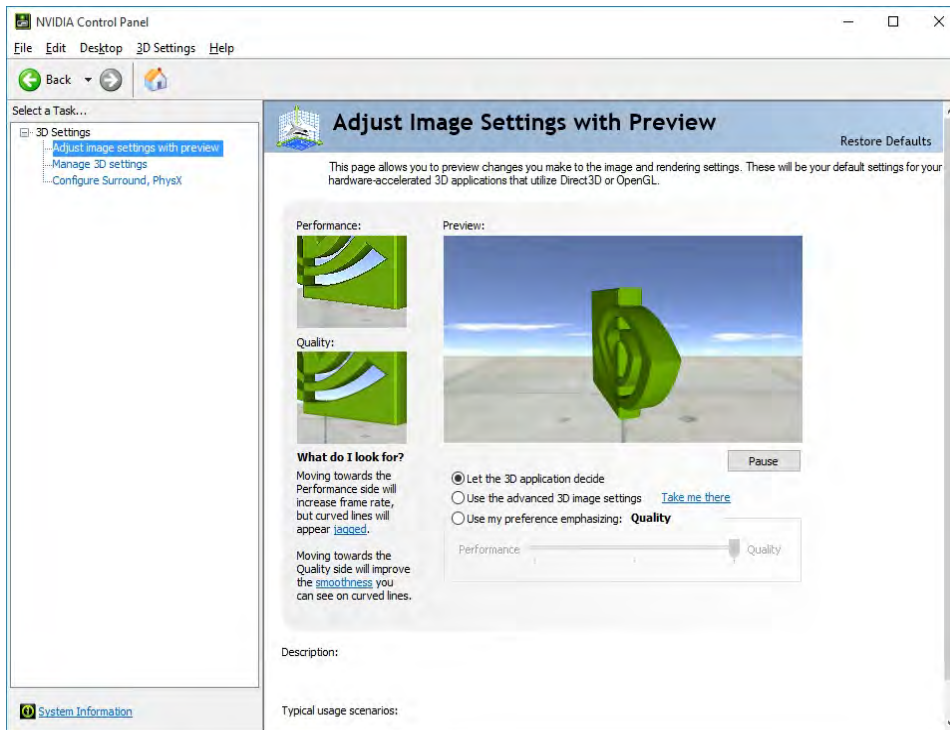 NVIDIA Control Panel
File Edit Desktop 3D Settings Help
Back
Select a Task...
3D Settings
Adjust image settings with preview
Manage 3D settings
Configure Surround, PhysX
System Information
Adjust Image Settings with Preview
Restore Defaults
This page allows you to preview changes you make to the image and rendering settings. These will be your default settings for your
hardware-accelerated 3D applications that utilize Direct3D or OpenGL.
Performance:
Quality:
What do I look for?
Moving towards the
Performance side will
increase frame rate,
but curved lines will
appear jagged.
Moving towards the
Quality side will improve
the smoothness you
can see on curved lines.
Preview:
Pause
Let the 3D application decide
Use the advanced 3D image settings Take me there
Use my preference emphasizing: Quality
Performance Quality
Description:
Typical usage scenarios: